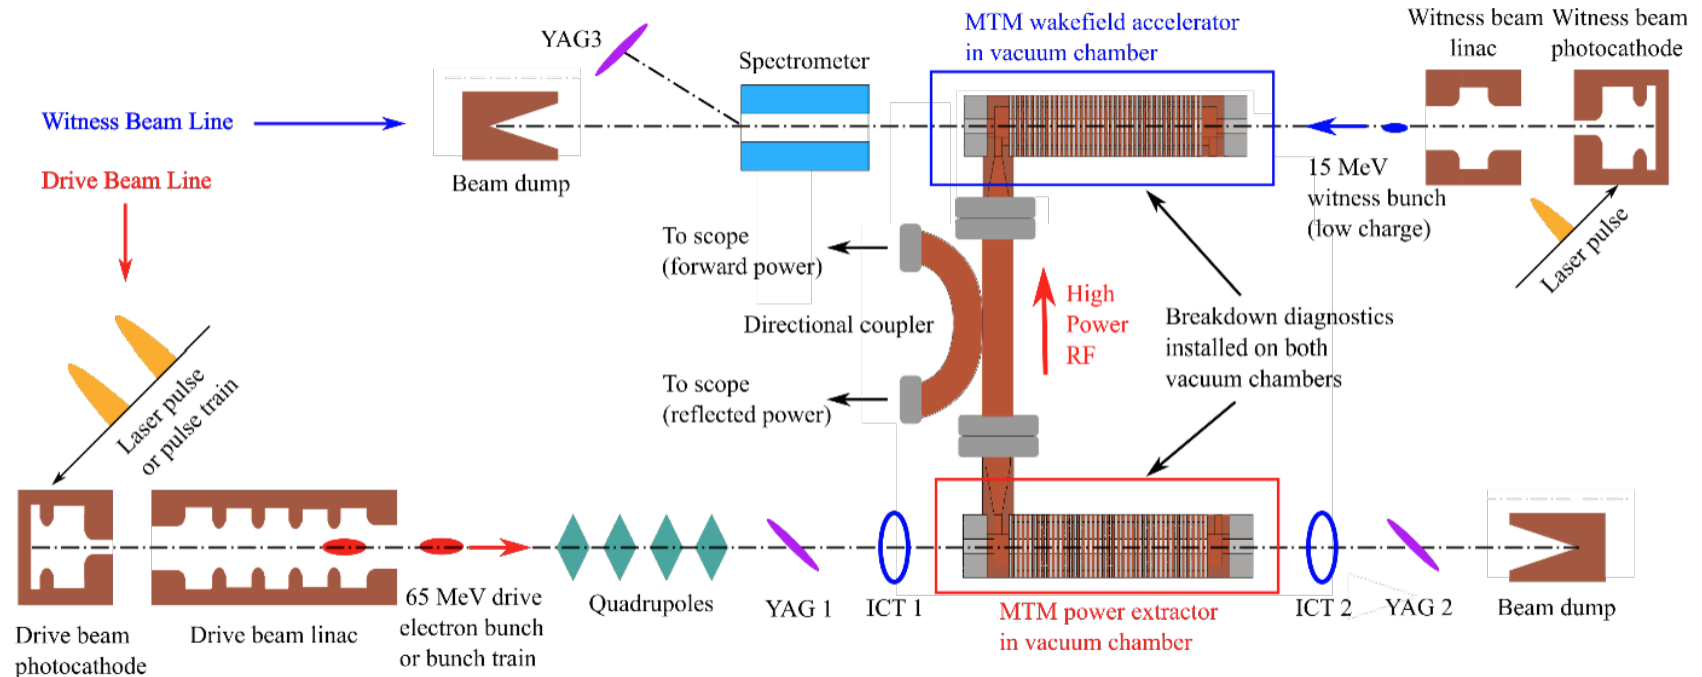 YAG3
Spectrometer
MTM wakefield accelerator
in vacuum chamber
Witness beam
linac
Witness beam
photocathode
Witness Beam Line
Drive Beam Line
Beam dump
15 MeV
witness bunch
(low charge)
Laser pulse
To scope
(forward power)
Directional coupler
To scope
(reflected power)
High
Power
RF
Breakdown diagnostics
installed on both
vacuum chambers
Laser pulse
or pulse train
Drive beam
photocathode
Drive beam linac
65 MeV drive
electron bunch
or bunch train
Quadrupoles
YAG 1
ICT 1
MTM power extractor
in vacuum chamber
ICT 2
YAG 2
Beam dump